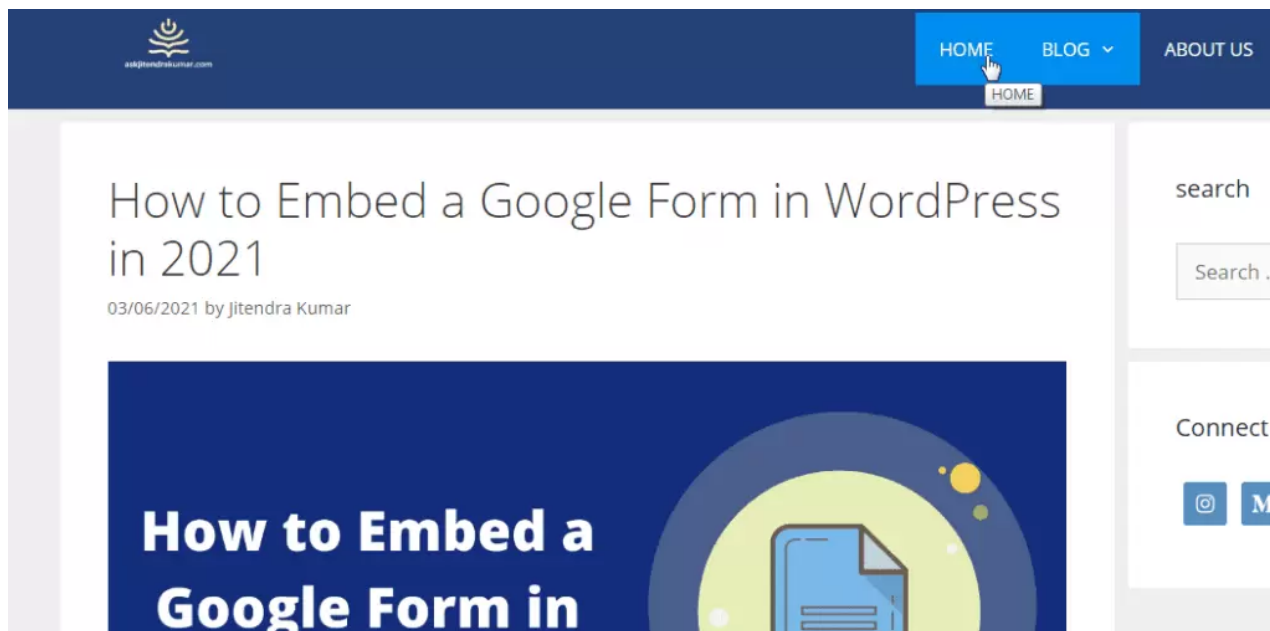 askjitendrakumar.com
HOME BLOG ABOUT US
HOME
How to Embed a Google Form in WordPress
in 2021
03/06/2021 by Jitendra Kumar
search
Search .
Connect
M
How to Embed a
Google Form in